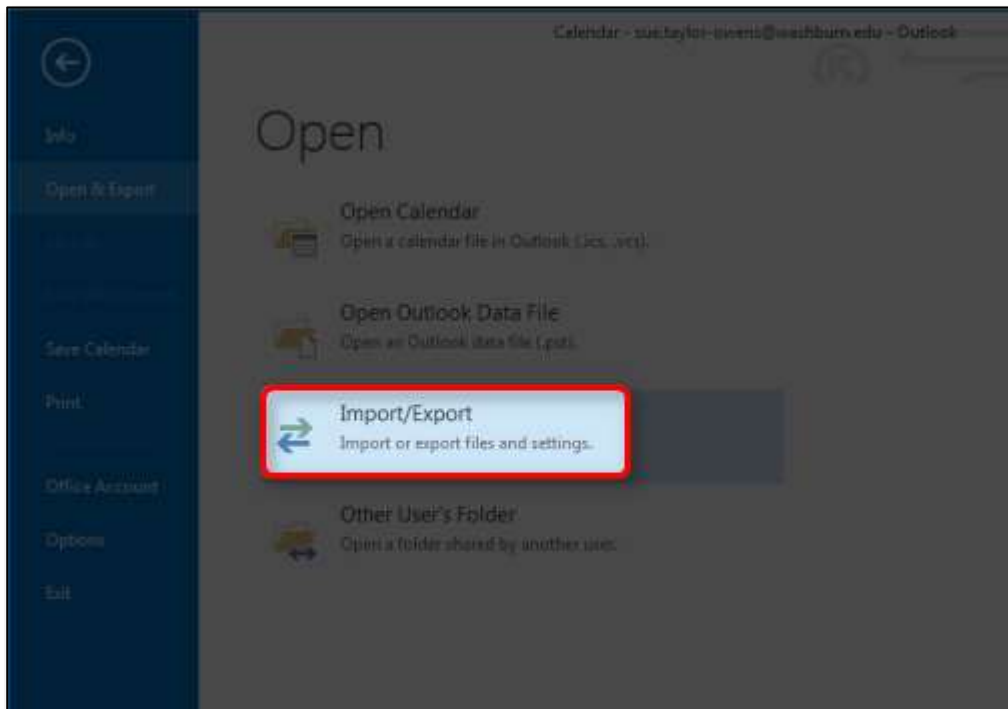 Calendar - sue.taylor-owens@washburn.edu - Outlook
Info
Open & Export
Save Calendar
Print
Office Account
Options
Exit
Open
Open Calendar
Open a calendar file in Outlook (.ics, .vcs).
Open Outlook Data File
Open an Outlook data file (.pst).
Import/Export
Import or export files and settings.
Other User's Folder
Open a folder shared by another user.